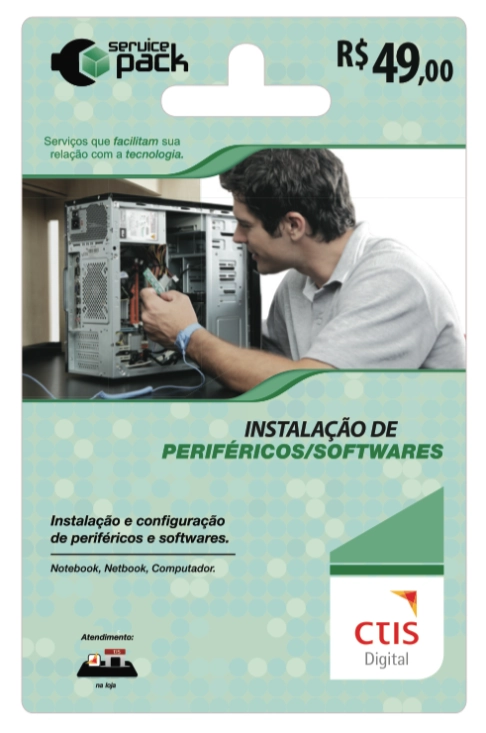 service
pack
R$ 49,00
Serviços que facilitam sua
relação com a tecnologia.
INSTALAÇÃO DE
PERIFÉRICOS/SOFTWARES
Instalação e configuração
de periféricos e softwares.
Notebook, Netbook, Computador.
Atendimento:
na loja
CTIS
Digital